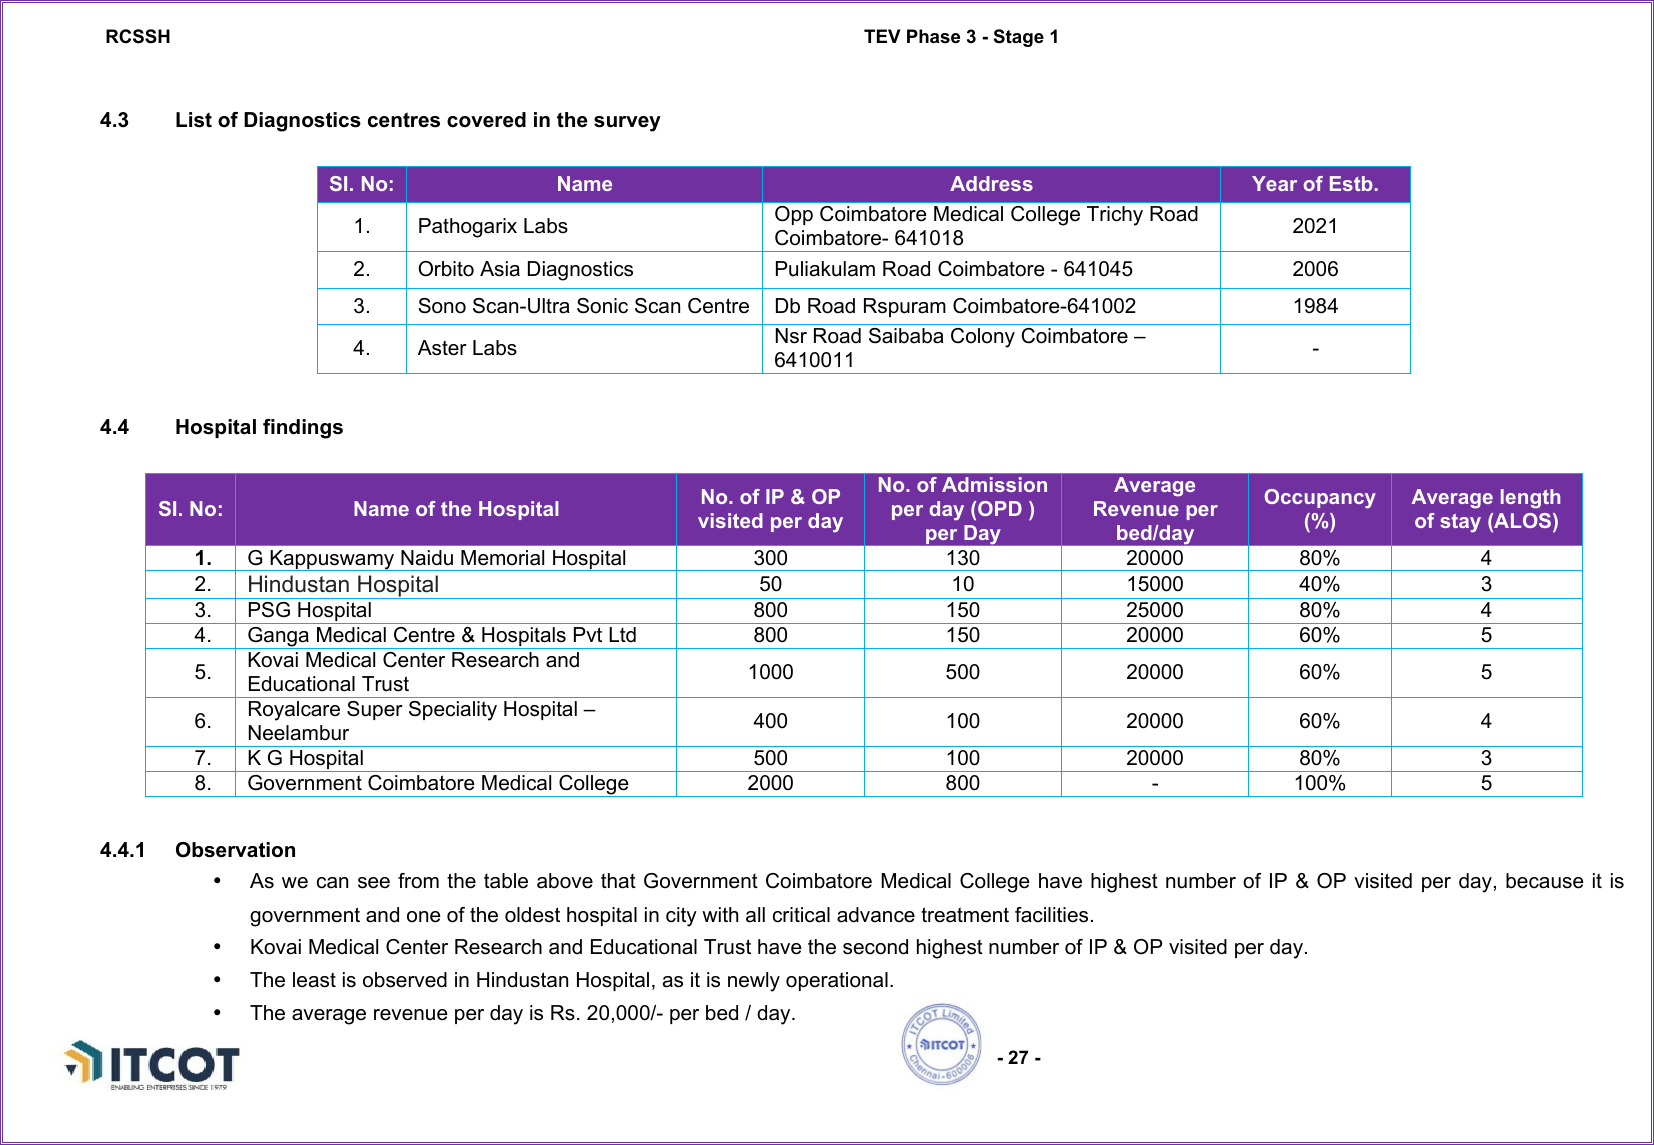 RCSSH TEV Phase 3 - Stage 1
4.3 List of Diagnostics centres covered in the survey
Sl. No: Name Address Year of Estb.
1. Pathogarix Labs Opp Coimbatore Medical College Trichy Road Coimbatore- 641018 2021
2. Orbito Asia Diagnostics Puliakulam Road Coimbatore - 641045 2006
3. Sono Scan-Ultra Sonic Scan Centre Db Road Rspuram Coimbatore-641002 1984
4. Aster Labs Nsr Road Saibaba Colony Coimbatore – 6410011 -
4.4 Hospital findings
Sl. No: Name of the Hospital No. of IP & OP visited per day No. of Admission per day (OPD ) per Day Average Revenue per bed/day Occupancy (%) Average length of stay (ALOS)
1. G Kappuswamy Naidu Memorial Hospital 300 130 20000 80% 4
2. Hindustan Hospital 50 10 15000 40% 3
3. PSG Hospital 800 150 25000 80% 4
4. Ganga Medical Centre & Hospitals Pvt Ltd 800 150 20000 60% 5
5. Kovai Medical Center Research and Educational Trust 1000 500 20000 60% 5
6. Royalcare Super Speciality Hospital – Neelambur 400 100 20000 60% 4
7. K G Hospital 500 100 20000 80% 3
8. Government Coimbatore Medical College 2000 800 - 100% 5
4.4.1 Observation
• As we can see from the table above that Government Coimbatore Medical College have highest number of IP & OP visited per day, because it is
government and one of the oldest hospital in city with all critical advance treatment facilities.
• Kovai Medical Center Research and Educational Trust have the second highest number of IP & OP visited per day.
• The least is observed in Hindustan Hospital, as it is newly operational.
• The average revenue per day is Rs. 20,000/- per bed / day.
ITCOT
ENABLING ENTERPRISES SINCE 1979
ITCOT Limited
ITCOT
Chennai-600006
- 27 -